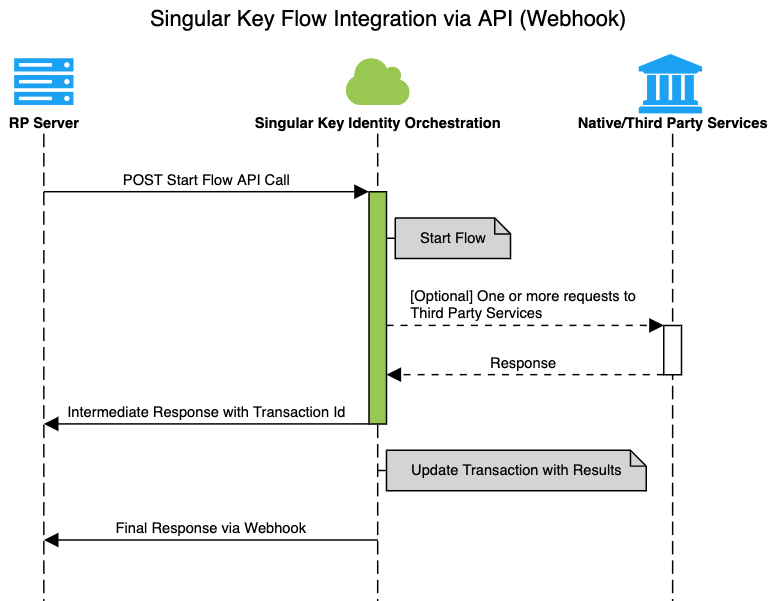 Singular Key Flow Integration via API (Webhook)
RP Server
Singular Key Identity Orchestration
Native/Third Party Services
POST Start Flow API Call
Start Flow
[Optional] One or more requests to
Third Party Services
Response
Intermediate Response with Transaction Id
Update Transaction with Results
Final Response via Webhook